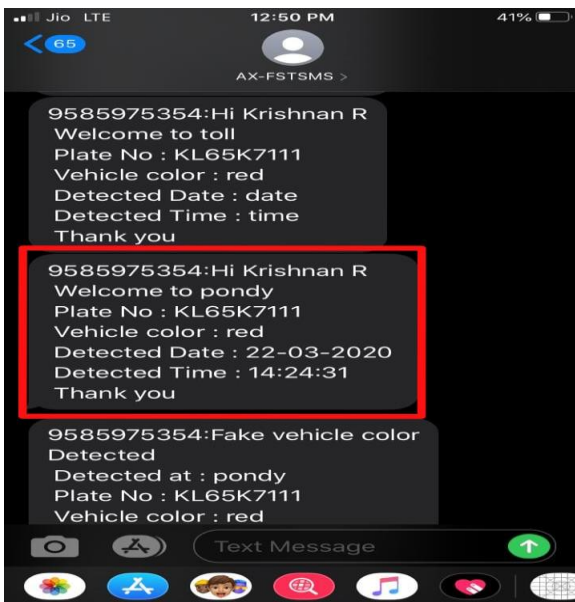 Jio LTE 12:50 PM 41%
65
AX-FSTSMS >
9585975354:Hi Krishnan R
Welcome to toll
Plate No : KL65K7111
Vehicle color : red
Detected Date : date
Detected Time : time
Thank you
9585975354:Hi Krishnan R
Welcome to pondy
Plate No : KL65K7111
Vehicle color : red
Detected Date : 22-03-2020
Detected Time : 14:24:31
Thank you
9585975354:Fake vehicle color
Detected
Detected at : pondy
Plate No : KL65K7111
Vehicle color : red
Text Message